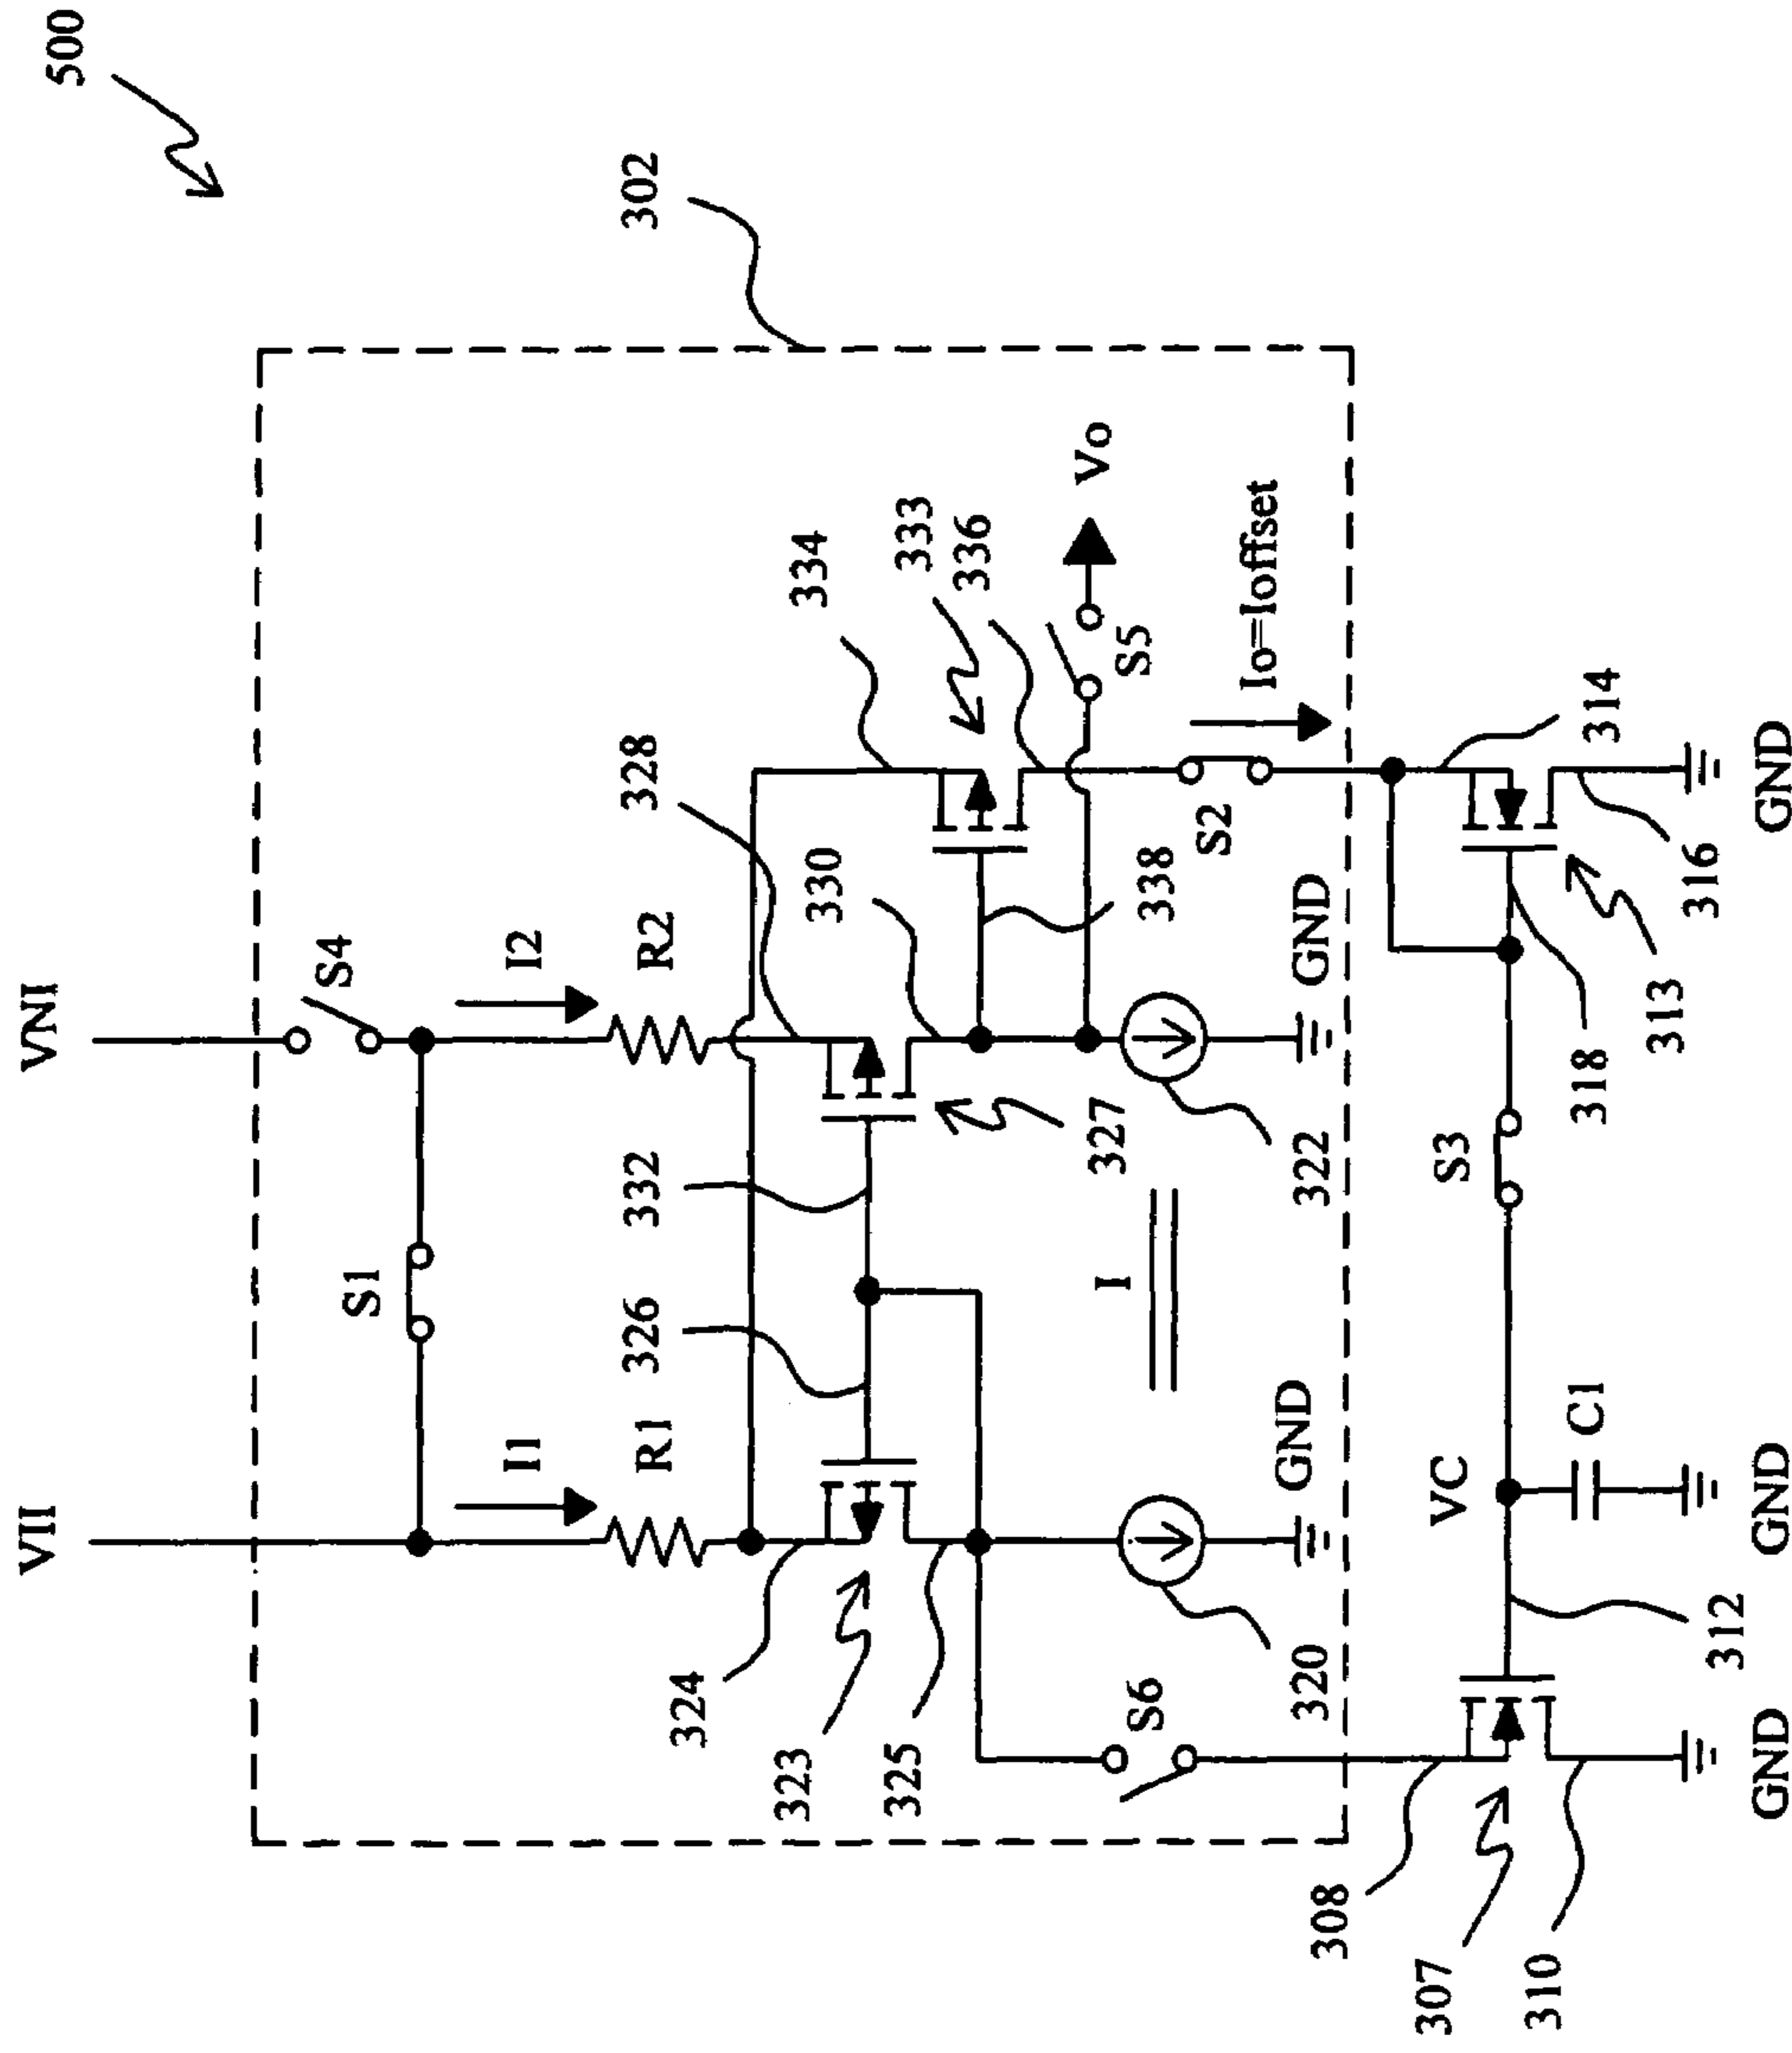 500
302
VII
VNI
S4
S1
I1
I2
R1
R2
326
332
328
334
333
336
Vo
S5
330
338
324
323
325
327
S2
Io=Ioffset
I
S6
320
GND
322
GND
308
307
310
VC
C1
S3
312
318
313
314
316
GND
GND
GND